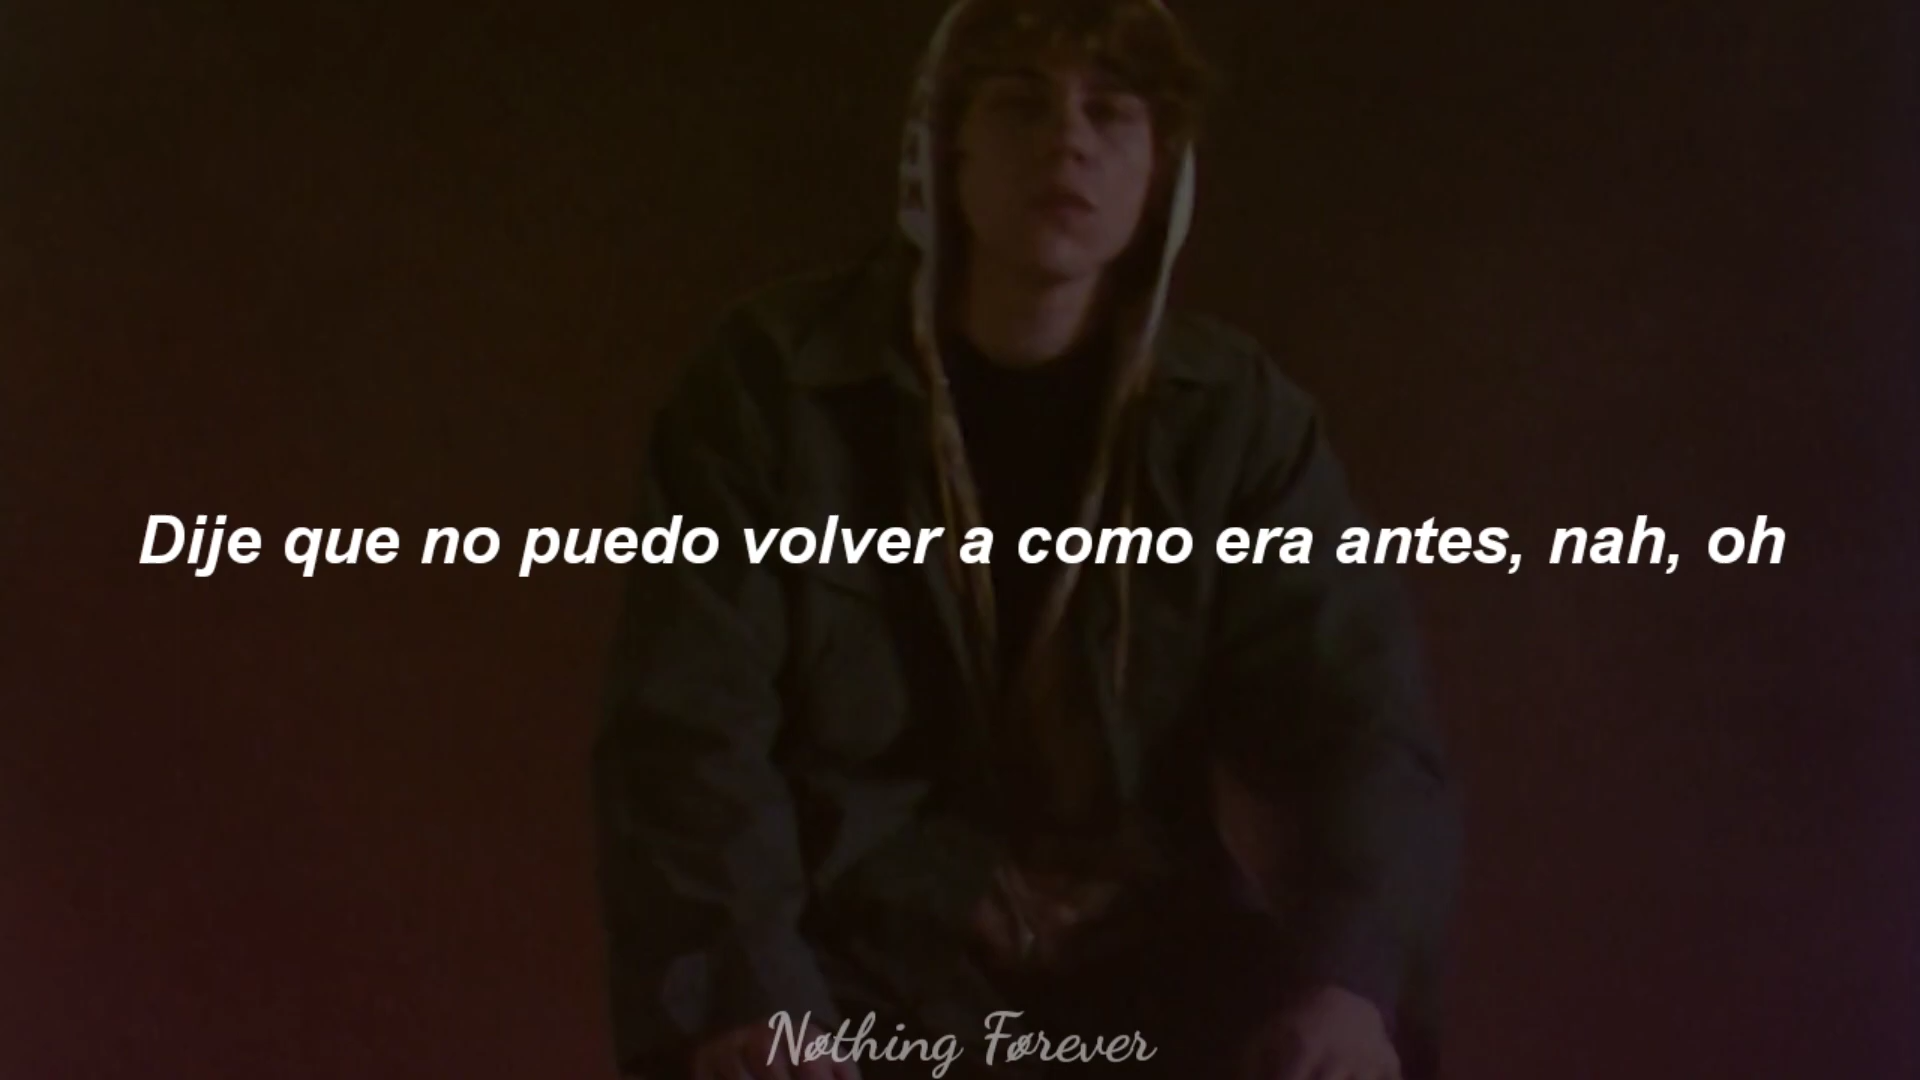 Dije que no puedo volver a como era antes, nah, oh
Nøthing Førever